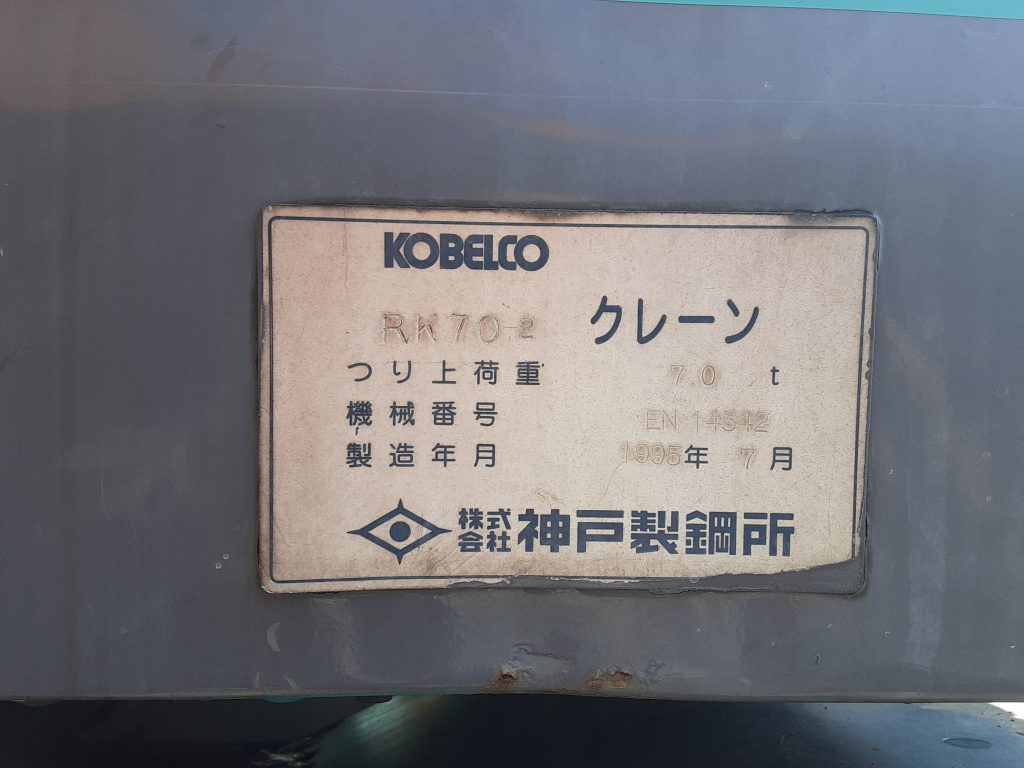 KOBELCO
RK70-2 クレーン
つり上荷重 7.0 t
機械番号 EN 14542
製造年月 1995年 7月
株式会社 神戸製鋼所